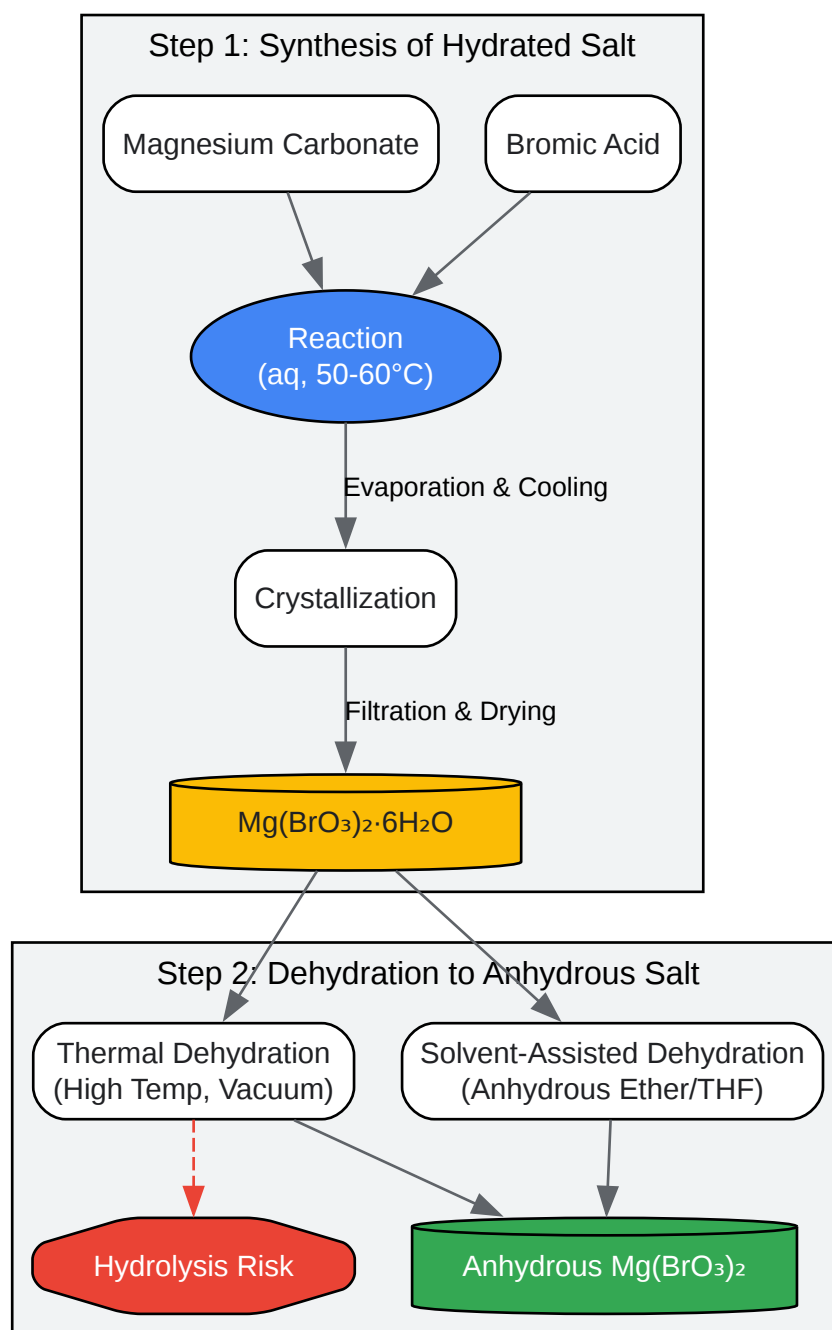 Step 1: Synthesis of Hydrated Salt
Magnesium Carbonate
Bromic Acid
Reaction
(aq, 50-60°C)
Evaporation & Cooling
Crystallization
Filtration & Drying
Mg(BrO₃)₂·6H₂O
Step 2: Dehydration to Anhydrous Salt
Thermal Dehydration
(High Temp, Vacuum)
Solvent-Assisted Dehydration
(Anhydrous Ether/THF)
Hydrolysis Risk
Anhydrous Mg(BrO₃)₂